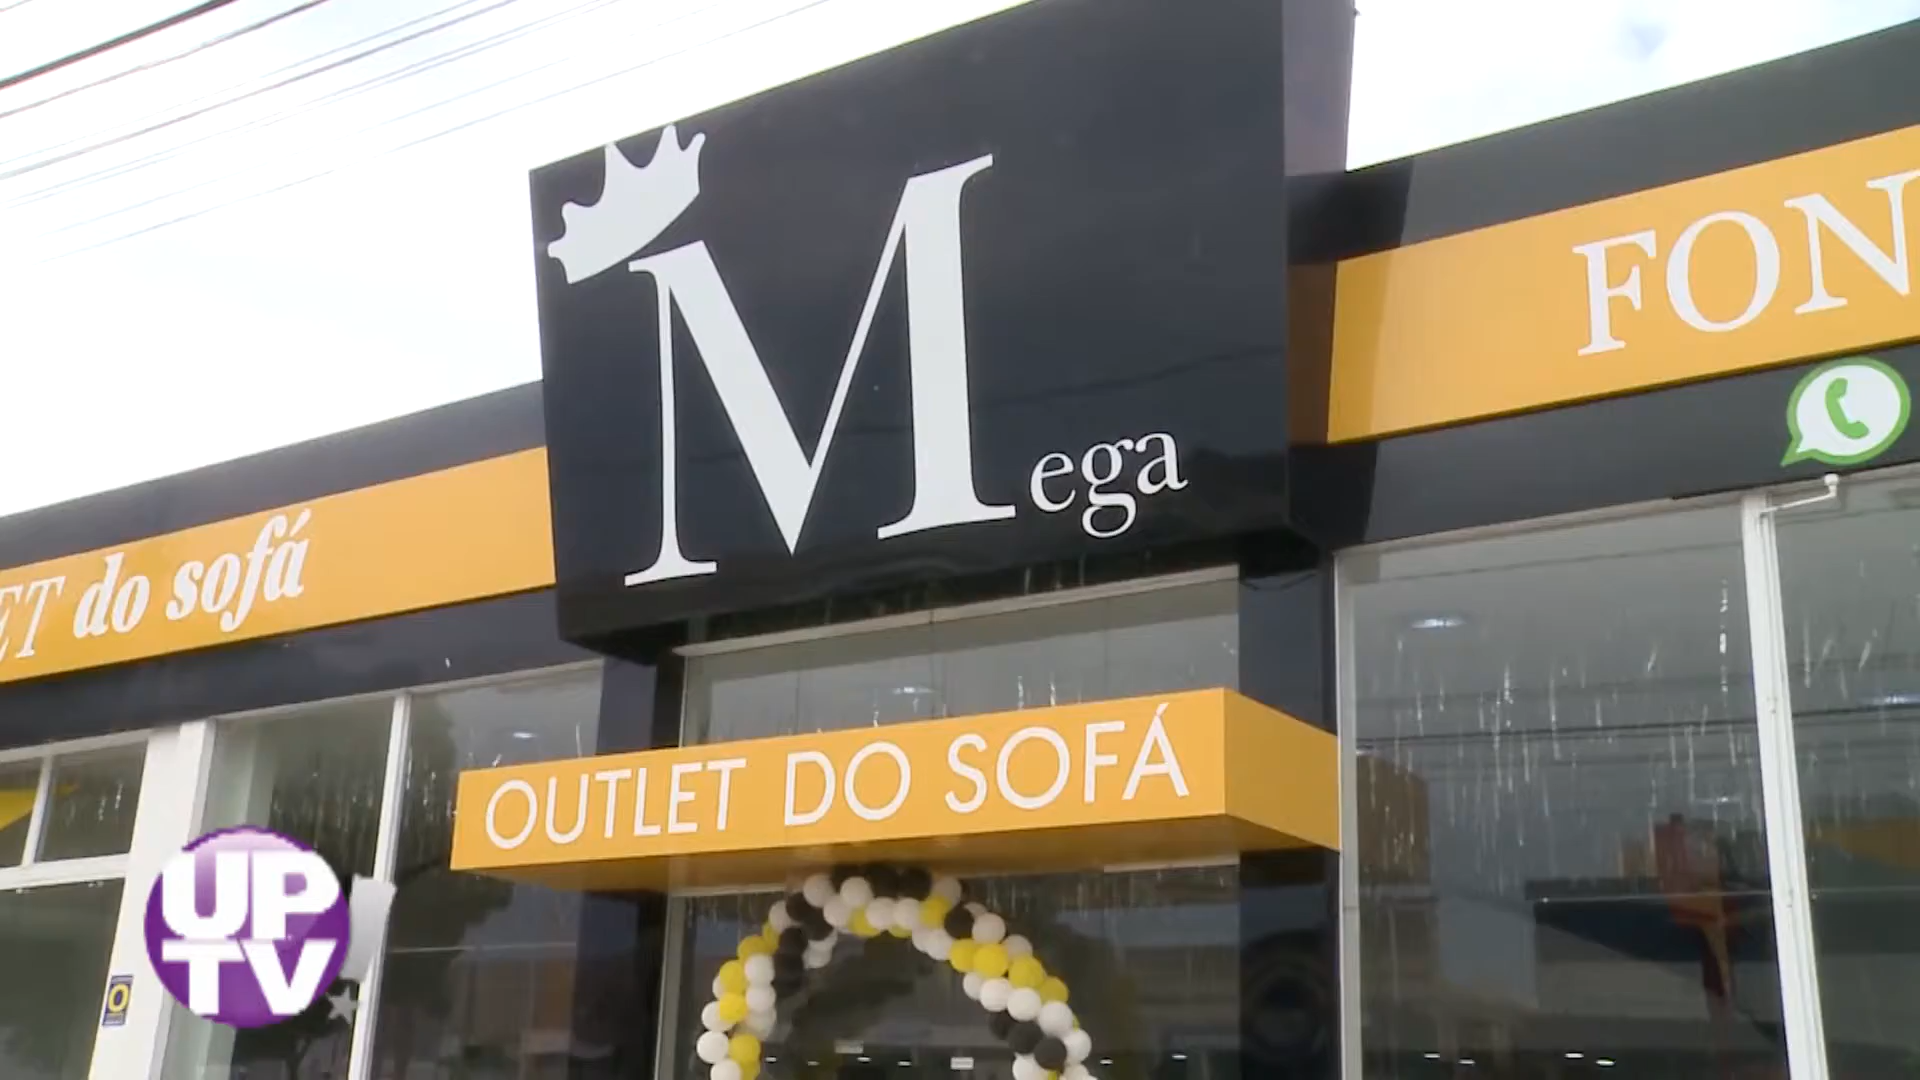 Mega
FON
ET do sofá
OUTLET DO SOFÁ
UP
TV